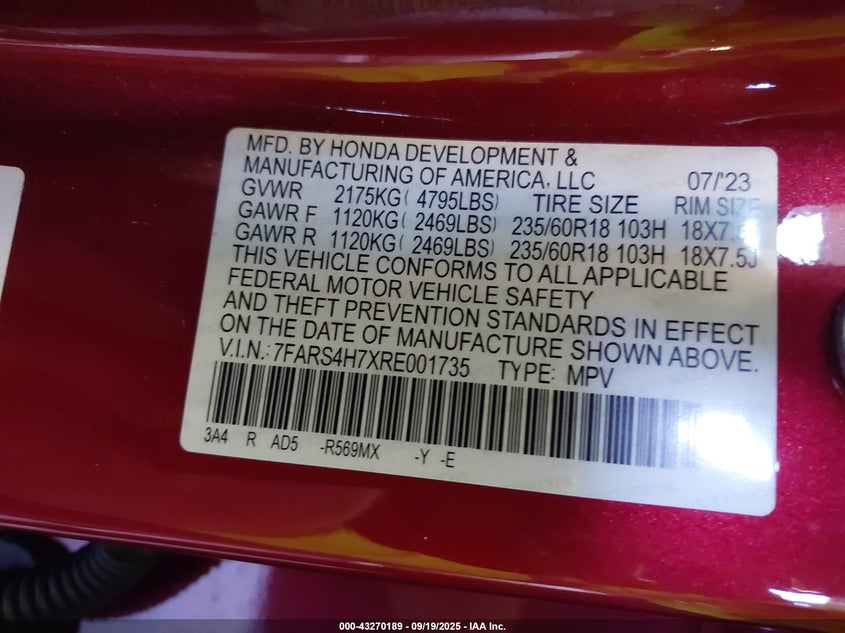 MFD. BY HONDA DEVELOPMENT &
MANUFACTURING OF AMERICA, LLC 07/'23
GVWR 2175KG( 4795LBS) TIRE SIZE RIM SIZE
GAWR F 1120KG( 2469LBS) 235/60R18 103H 18X7.5J
GAWR R 1120KG( 2469LBS) 235/60R18 103H 18X7.5J
THIS VEHICLE CONFORMS TO ALL APPLICABLE
FEDERAL MOTOR VEHICLE SAFETY
AND THEFT PREVENTION STANDARDS IN EFFECT
ON THE DATE OF MANUFACTURE SHOWN ABOVE.
V.I.N.: 7FARS4H7XRE001735 TYPE: MPV
3A4 R AD5 -R569MX -Y -E
000-43270189 - 09/19/2025 - IAA Inc.